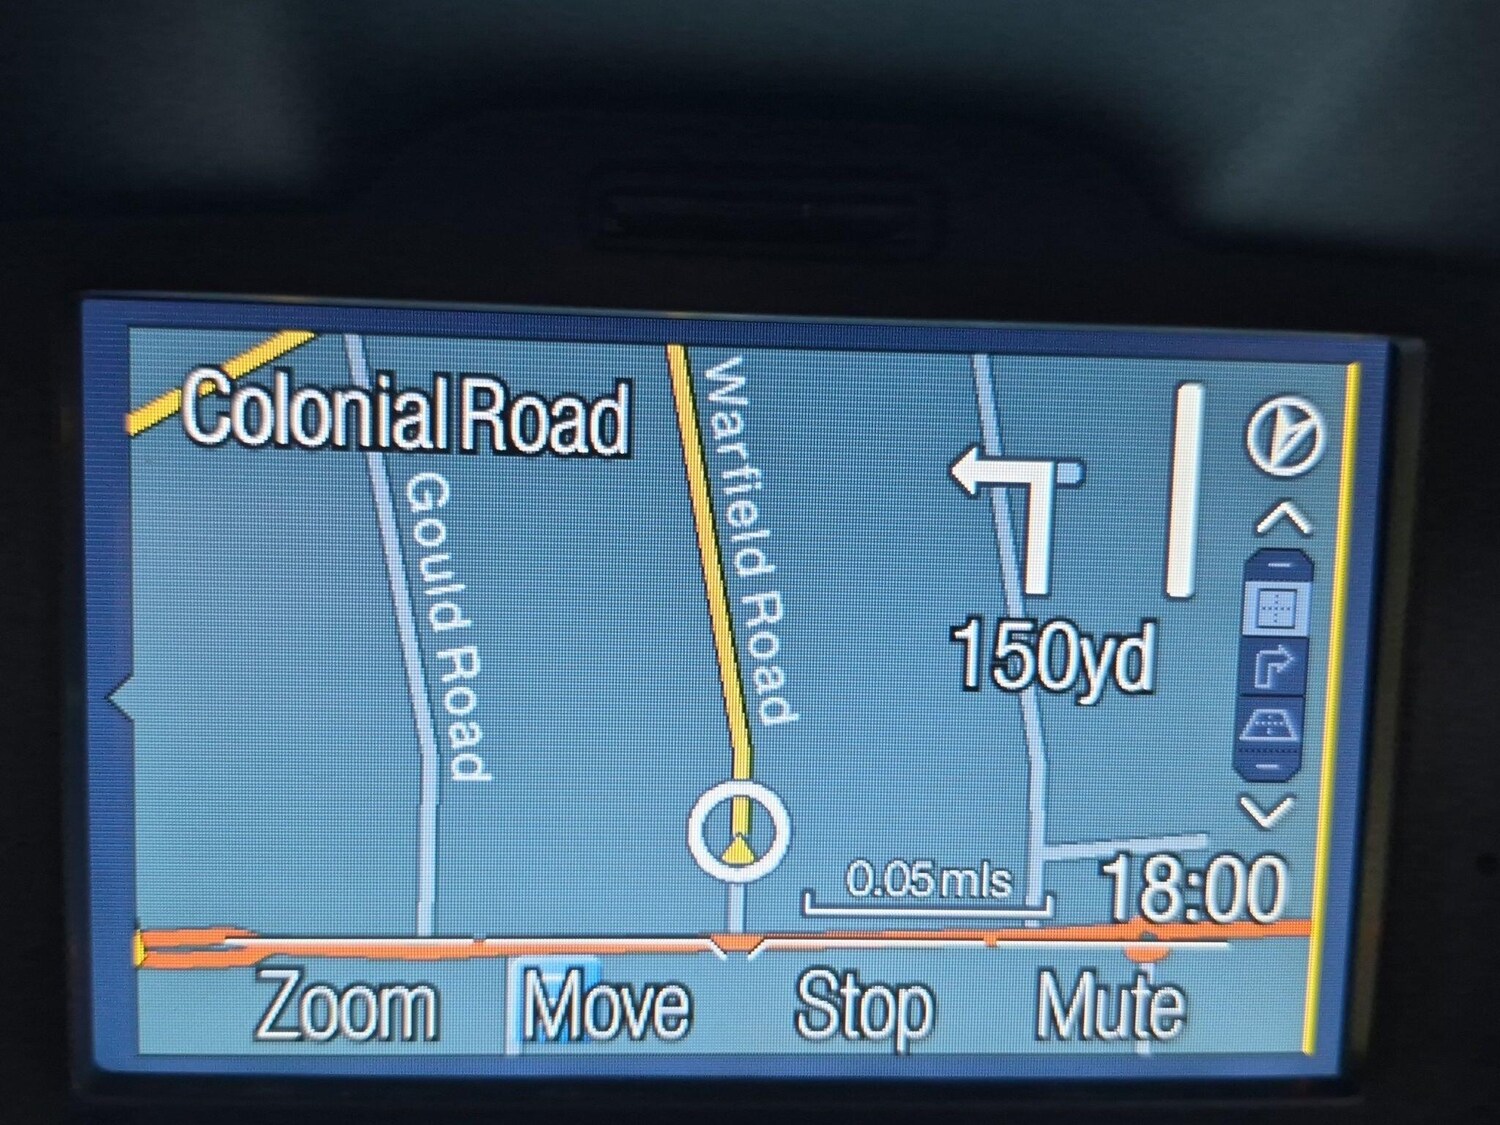 Colonial Road
Warfield Road
Gould Road
150yd
0.05mls
18:00
Zoom Move Stop Mute